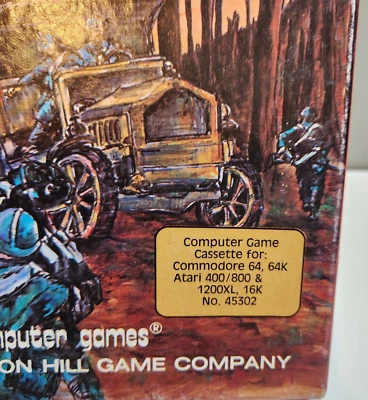 Computer Game
Cassette for:
Commodore 64, 64K
Atari 400/800 &
1200XL, 16K
No. 45302
mputer games®
ON HILL GAME COMPANY